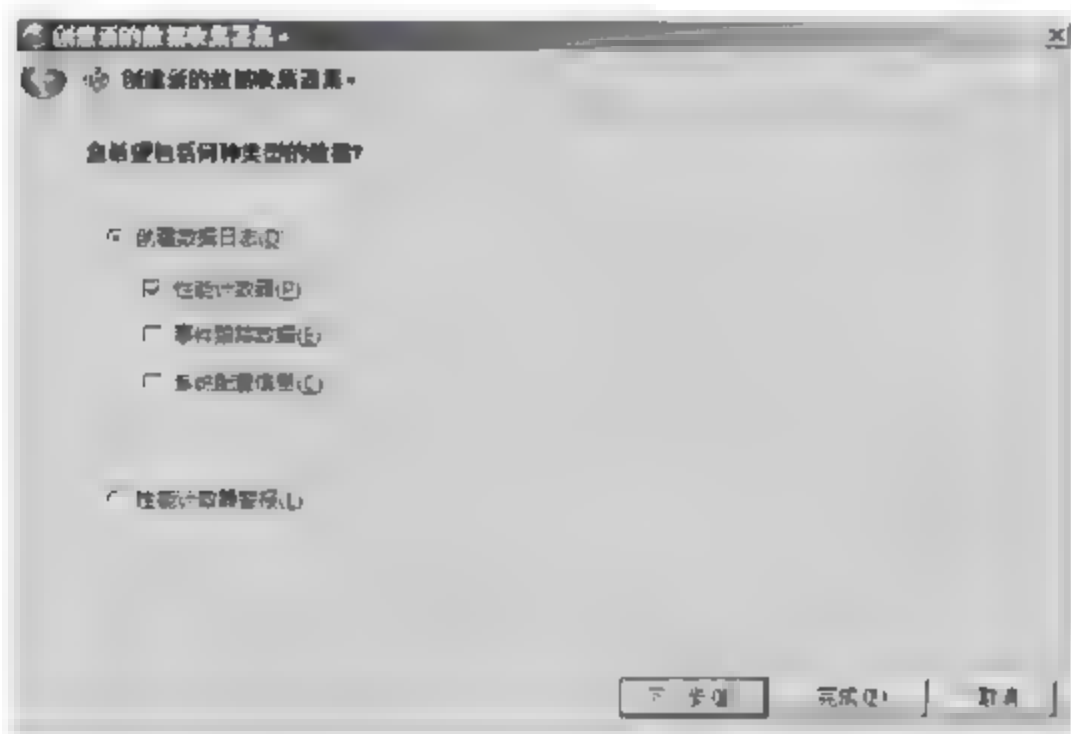 创建新的数据收集器集。
创建新的数据收集器集。
您希望包括何种类型的数据?
创建数据日志(D)
性能计数器(P)
事件跟踪数据(E)
系统配置信息(C)
性能计数器警报(L)
下一步(N)
完成(F)
取消